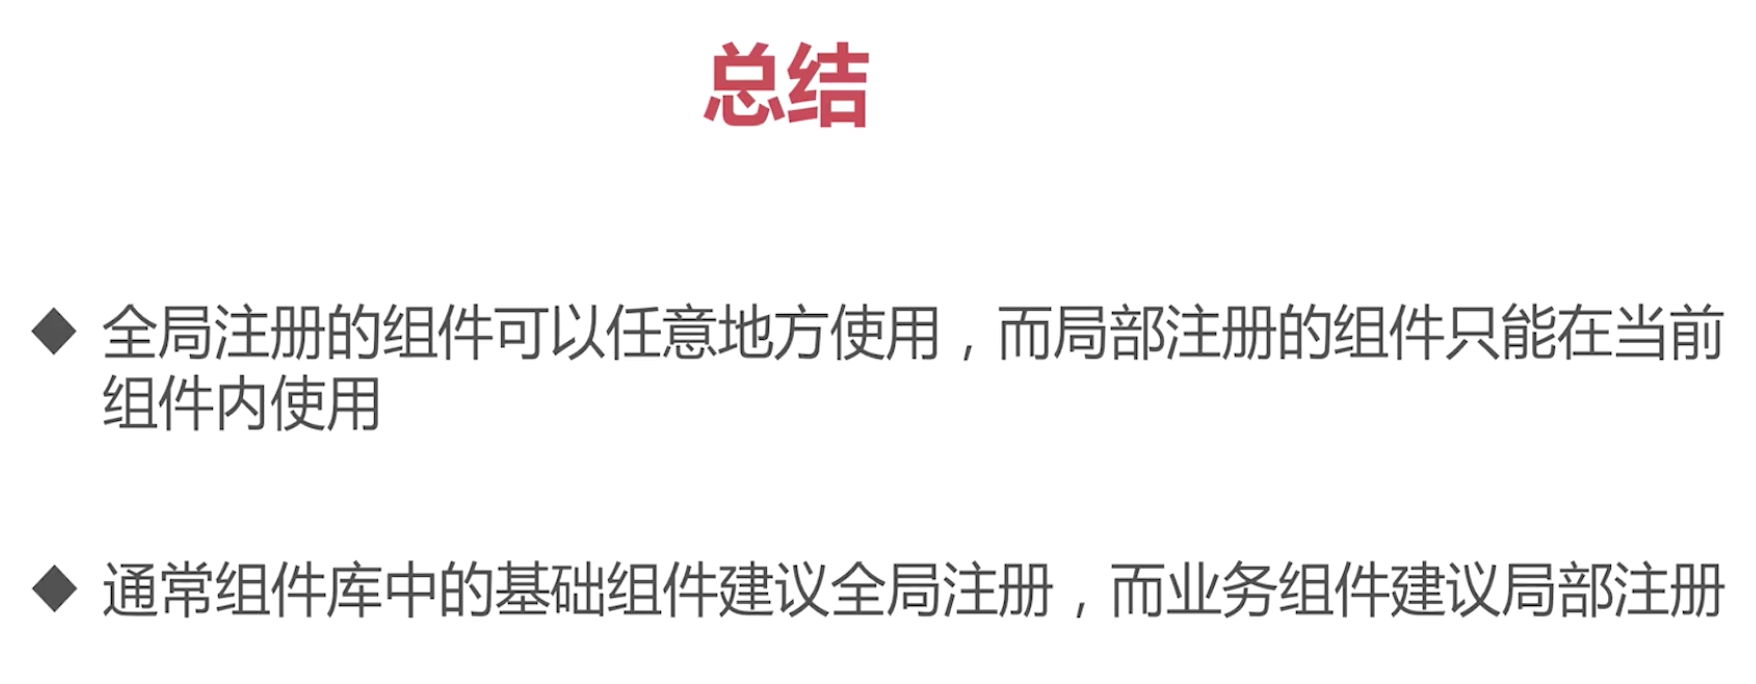 总结
◆ 全局注册的组件可以任意地方使用，而局部注册的组件只能在当前
组件内使用
◆ 通常组件库中的基础组件建议全局注册，而业务组件建议局部注册